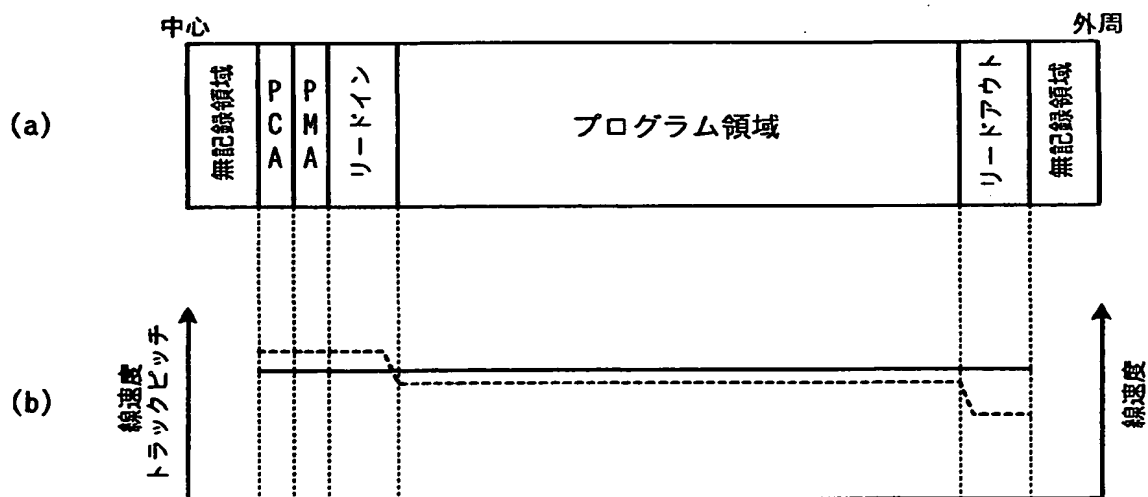 中心
外周
(a)
無記録領域
PCA
PMA
リードイン
プログラム領域
リードアウト
無記録領域
(b)
線速度
トラックピッチ
線速度